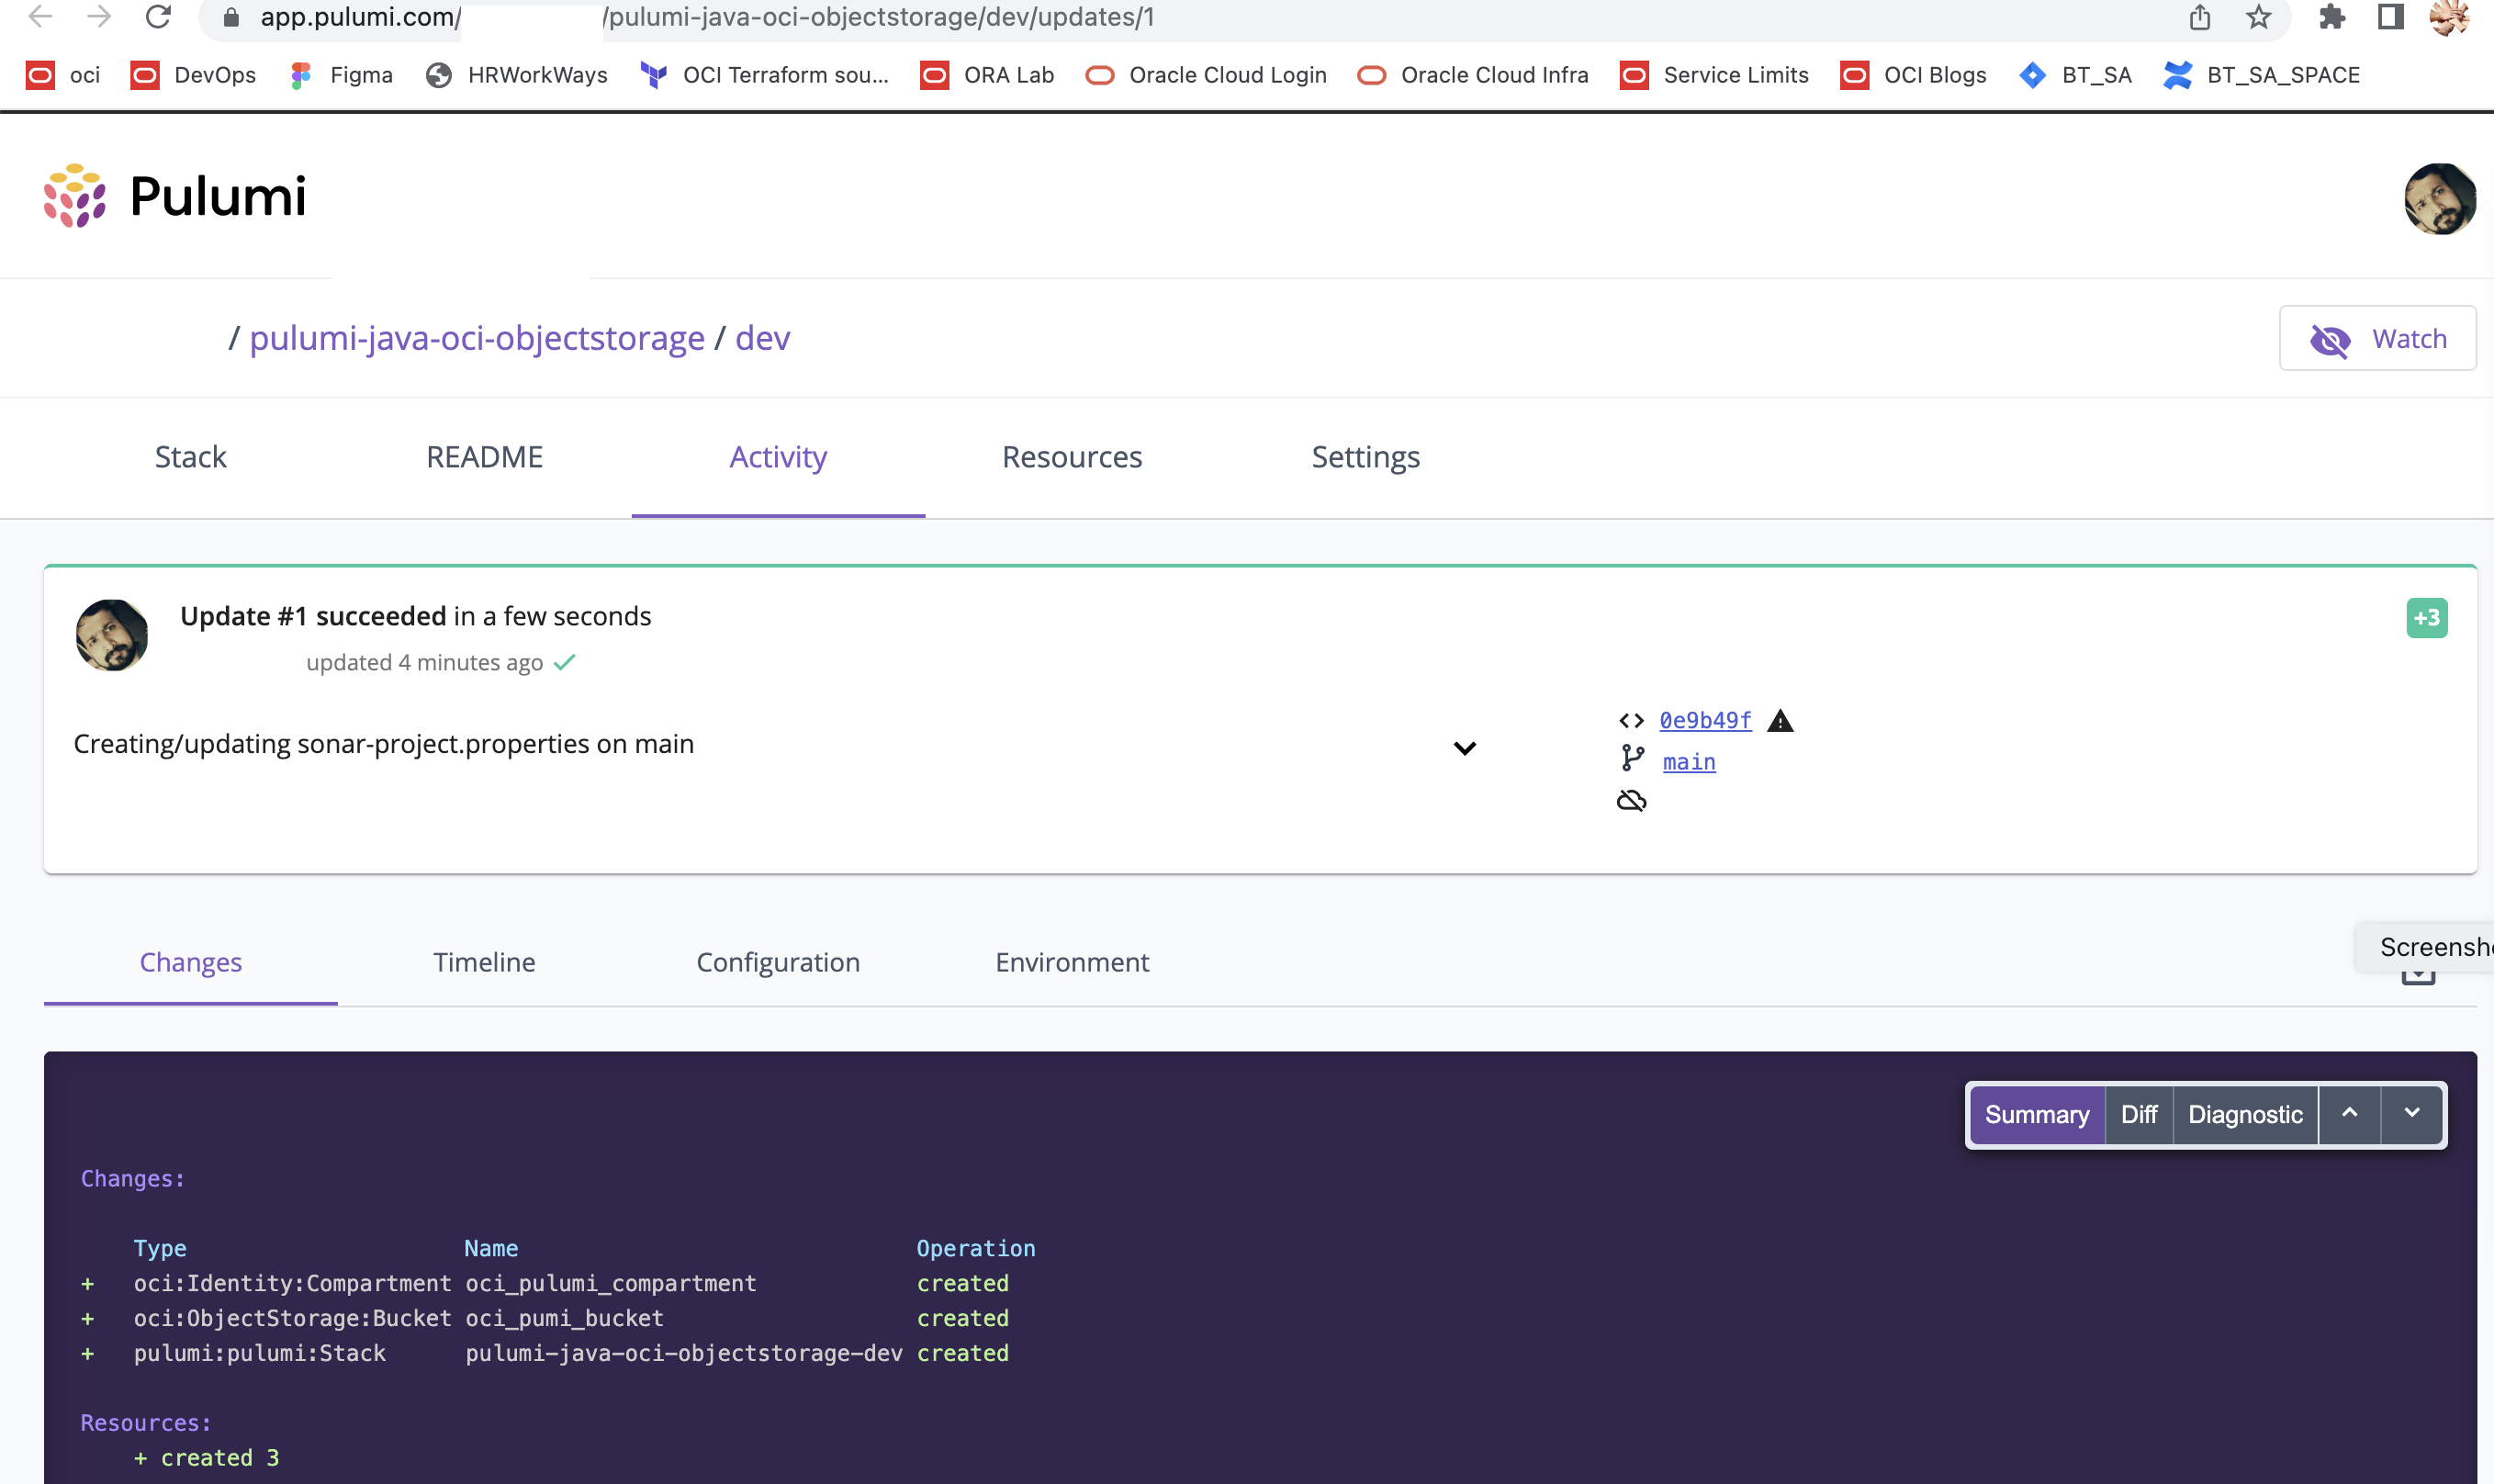 app.pulumi.com/ /pulumi-java-oci-objectstorage/dev/updates/1
oci DevOps Figma HRWorkWays OCI Terraform sou... ORA Lab Oracle Cloud Login Oracle Cloud Infra Service Limits OCI Blogs BT_SA BT_SA_SPACE
Pulumi
/ pulumi-java-oci-objectstorage / dev
Watch
Stack README Activity Resources Settings
Update #1 succeeded in a few seconds
+3
updated 4 minutes ago
Creating/updating sonar-project.properties on main
0e9b49f
main
Changes Timeline Configuration Environment
Screensh
Summary Diff Diagnostic
Changes:
Type Name Operation
+ oci:Identity:Compartment oci_pulumi_compartment created
+ oci:ObjectStorage:Bucket oci_pumi_bucket created
+ pulumi:pulumi:Stack pulumi-java-oci-objectstorage-dev created
Resources:
+ created 3